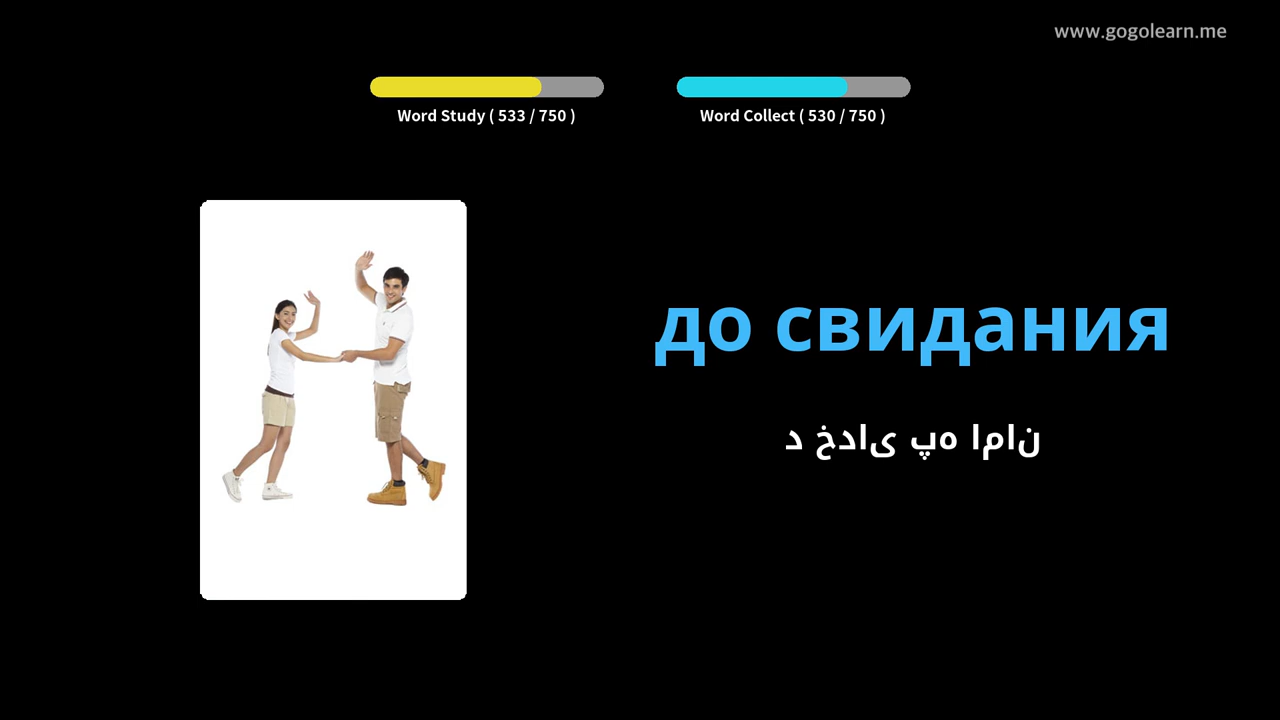 www.gogolearn.me
Word Study ( 533 / 750 )
Word Collect ( 530 / 750 )
до свидания
د خدای په امان